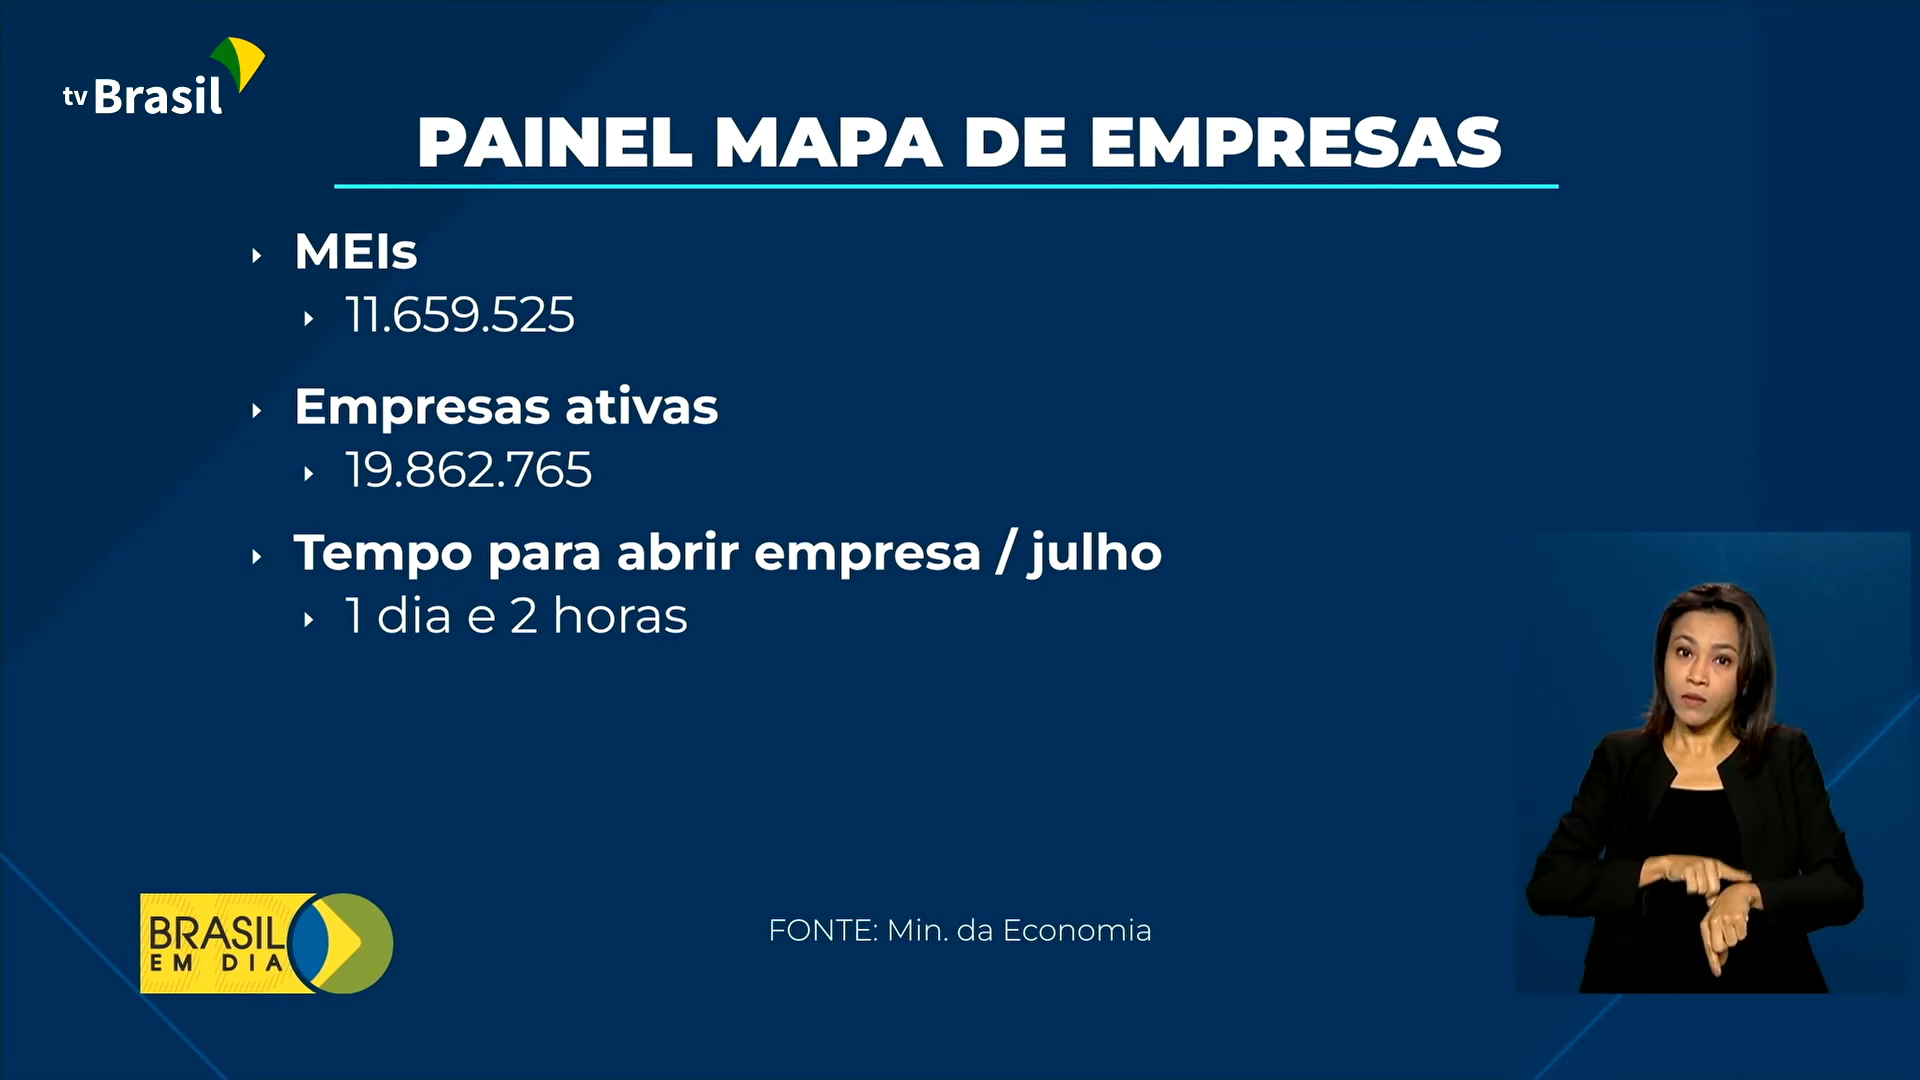 tv Brasil
PAINEL MAPA DE EMPRESAS
MEIs
11.659.525
Empresas ativas
19.862.765
Tempo para abrir empresa / julho
1 dia e 2 horas
BRASIL
EM DIA
FONTE: Min. da Economia